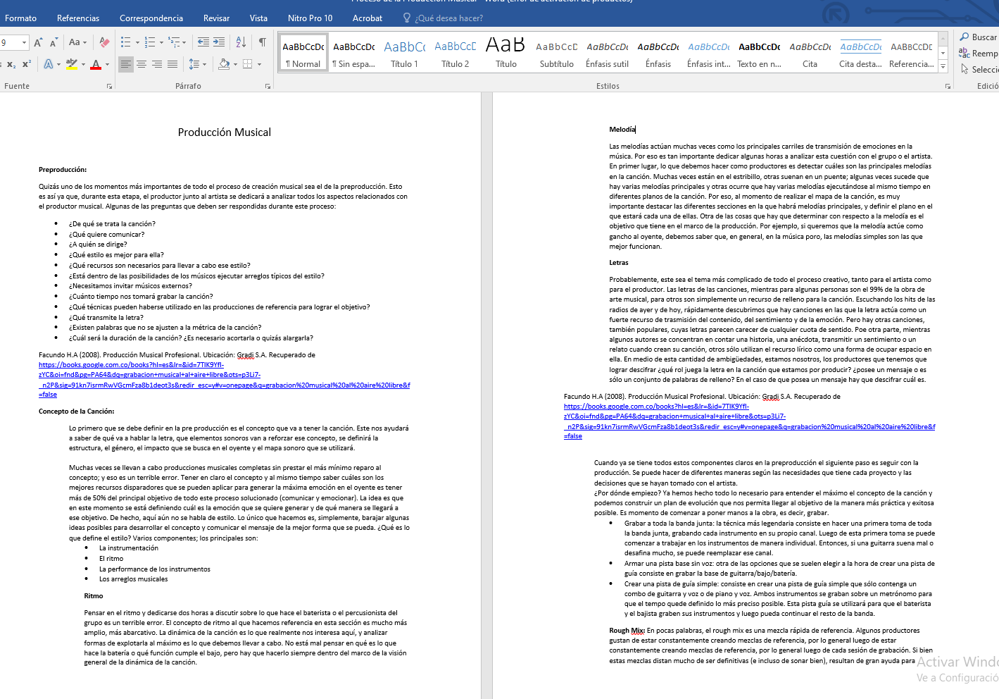 Proceso de la Producción Musical - Word (Error de activación de productos)
Formato Referencias Correspondencia Revisar Vista Nitro Pro 10 Acrobat ¿Qué desea hacer?
9 Aa Buscar
AaBbCcDc AaBbCcDc AaBbCc AaBbCcC AaB AaBbCcD AaBbCcDc AaBbCcDc AaBbCcDc AaBbCcDc AaBbCcDc AaBbCcDc AABBCCDE Reemp
¶ Normal ¶ Sin espa... Título 1 Título 2 Título Subtítulo Énfasis sutil Énfasis Énfasis int... Texto en n... Cita Cita desta... Referencia... Selecci
Fuente Párrafo Estilos Edició
Producción Musical
Preproducción:
Quizás uno de los momentos más importantes de todo el proceso de creación musical sea el de la preproducción. Esto
es así ya que, durante esta etapa, el productor junto al artista se dedicará a analizar todos los aspectos relacionados con
el productor musical. Algunas de las preguntas que deben ser respondidas durante este proceso:
• ¿De qué se trata la canción?
• ¿Qué quiere comunicar?
• ¿A quién se dirige?
• ¿Qué estilo es mejor para ella?
• ¿Qué recursos son necesarios para llevar a cabo ese estilo?
• ¿Está dentro de las posibilidades de los músicos ejecutar arreglos típicos del estilo?
• ¿Necesitamos invitar músicos externos?
• ¿Cuánto tiempo nos tomará grabar la canción?
• ¿Qué técnicas pueden haberse utilizado en las producciones de referencia para lograr el objetivo?
• ¿Qué transmite la letra?
• ¿Existen palabras que no se ajusten a la métrica de la canción?
• ¿Cuál será la duración de la canción? ¿Es necesario acortarla o quizás alargarla?
Facundo H.A (2008). Producción Musical Profesional. Ubicación: Gradi S.A. Recuperado de
https://books.google.com.co/books?hl=es&lr=&id=7TIK9YfI-
zYC&oi=fnd&pg=PA64&dq=grabacion+musical+al+aire+libre&ots=p3Li7-
_n2P&sig=91kn7isrmRwVGcmFza8b1deot3s&redir_esc=y#v=onepage&q=grabacion%20musical%20al%20aire%20libre&f
=false
Concepto de la Canción:
Lo primero que se debe definir en la pre producción es el concepto que va a tener la canción. Este nos ayudará
a saber de qué va a hablar la letra, que elementos sonoros van a reforzar ese concepto, se definirá la
estructura, el género, el impacto que se busca en el oyente y el mapa sonoro que se utilizará.
Muchas veces se llevan a cabo producciones musicales completas sin prestar el más mínimo reparo al
concepto; y eso es un terrible error. Tener en claro el concepto y al mismo tiempo saber cuáles son los
mejores recursos disparadores que se pueden aplicar para generar la máxima emoción en el oyente es tener
más de 50% del principal objetivo de todo este proceso solucionado (comunicar y emocionar). La idea es que
en este momento se está definiendo cuál es la emoción que se quiere generar y de qué manera se llegará a
ese objetivo. De hecho, aquí aún no se habla de estilo. Lo único que hacemos es, simplemente, barajar algunas
ideas posibles para desarrollar el concepto y comunicar el mensaje de la mejor forma que se pueda. ¿Qué es lo
que define el estilo? Varios componentes; los principales son:
• La instrumentación
• El ritmo
• La performance de los instrumentos
• Los arreglos musicales
Ritmo
Pensar en el ritmo y dedicarse dos horas a discutir sobre lo que hace el baterista o el percusionista del
grupo es un terrible error. El concepto de ritmo al que hacemos referencia en esta sección es mucho más
amplio, más abarcativo. La dinámica de la canción es lo que realmente nos interesa aquí, y analizar
formas de explotarla al máximo es lo que debemos llevar a cabo. No está mal pensar en qué es lo que
hace la batería o qué función cumple el bajo, pero hay que hacerlo siempre dentro del marco de la visión
general de la dinámica de la canción.
Melodía
Las melodías actúan muchas veces como los principales carriles de transmisión de emociones en la
música. Por eso es tan importante dedicar algunas horas a analizar esta cuestión con el grupo o el artista.
En primer lugar, lo que debemos hacer como productores es detectar cuáles son las principales melodías
en la canción. Muchas veces están en el estribillo, otras suenan en un puente; algunas veces sucede que
hay varias melodías principales y otras ocurre que hay varias melodías ejecutándose al mismo tiempo en
diferentes planos de la canción. Por eso, al momento de realizar el mapa de la canción, es muy
importante destacar las diferentes secciones en la que habrá melodías principales, y definir el plano en el
que estará cada una de ellas. Otra de las cosas que hay que determinar con respecto a la melodía es el
objetivo que tiene en el marco de la producción. Por ejemplo, si queremos que la melodía actúe como
gancho al oyente, debemos saber que, en general, en la música poro, las melodías simples son las que
mejor funcionan.
Letras
Probablemente, este sea el tema más complicado de todo el proceso creativo, tanto para el artista como
para el productor. Las letras de las canciones, mientras para algunas personas son el 99% de la obra de
arte musical, para otros son simplemente un recurso de relleno para la canción. Escuchando los hits de las
radios de ayer y de hoy, rápidamente descubrimos que hay canciones en las que la letra actúa como un
fuerte recurso de trasmisión del contenido, del sentimiento y de la emoción. Pero hay otras canciones,
también populares, cuyas letras parecen carecer de cualquier cuota de sentido. Poe otra parte, mientras
algunos autores se concentran en contar una historia, una anécdota, transmitir un sentimiento o un
relato cuando crean su canción, otros sólo utilizan el recurso lírico como una forma de ocupar espacio en
ella. En medio de esta cantidad de ambigüedades, estamos nosotros, los productores que tenemos que
lograr descifrar ¿qué rol juega la letra en la canción que estamos por producir? ¿posee un mensaje o es
sólo un conjunto de palabras de relleno? En el caso de que posea un mensaje hay que descifrar cuál es.
Facundo H.A (2008). Producción Musical Profesional. Ubicación: Gradi S.A. Recuperado de
https://books.google.com.co/books?hl=es&lr=&id=7TIK9YfI-
zYC&oi=fnd&pg=PA64&dq=grabacion+musical+al+aire+libre&ots=p3Li7-
_n2P&sig=91kn7isrmRwVGcmFza8b1deot3s&redir_esc=y#v=onepage&q=grabacion%20musical%20al%20aire%20libre&f
=false
Cuando ya se tiene todos estos componentes claros en la preproducción el siguiente paso es seguir con la
producción. Se puede hacer de diferentes maneras según las necesidades que tiene cada proyecto y las
decisiones que se hayan tomado con el artista.
¿Por dónde empiezo? Ya hemos hecho todo lo necesario para entender el máximo el concepto de la canción y
podemos construir un plan de evolución que nos permita llegar al objetivo de la manera más práctica y exitosa
posible. Es momento de comenzar a poner manos a la obra, es decir, grabar.
• Grabar a toda la banda junta: la técnica más legendaria consiste en hacer una primera toma de toda
la banda junta, grabando cada instrumento en su propio canal. Luego de esta primera toma se puede
comenzar a trabajar en los instrumentos de manera individual. Entonces, si una guitarra suena mal o
desafina mucho, se puede reemplazar ese canal.
• Armar una pista base sin voz: otra de las opciones que se suelen elegir a la hora de crear una pista de
guía consiste en grabar la base de guitarra/bajo/batería.
• Crear una pista de guía simple: consiste en crear una pista de guía simple que sólo contenga un
combo de guitarra y voz o de piano y voz. Ambos instrumentos se graban sobre un metrónomo para
que el tempo quede definido lo más preciso posible. Esta pista guía se utilizará para que el baterista
y el bajista graben sus instrumentos y luego pueda continuar el resto de la banda.
Rough Mix: En pocas palabras, el rough mix es una mezcla rápida de referencia. Algunos productores
gustan de estar constantemente creando mezclas de referencia, por lo general luego de estar
constantemente creando mezclas de referencia, por lo general luego de cada sesión de grabación. Si bien
estas mezclas distan mucho de ser definitivas (e incluso de sonar bien), resultan de gran ayuda para
Activar Windo
Ve a Configuració